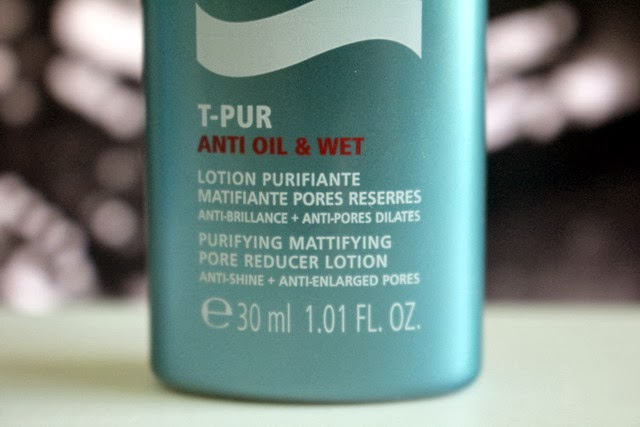 T-PUR
ANTI OIL & WET
LOTION PURIFIANTE
MATIFIANTE PORES RESERRES
ANTI-BRILLANCE + ANTI-PORES DILATES
PURIFYING MATTIFYING
PORE REDUCER LOTION
ANTI-SHINE + ANTI-ENLARGED PORES
℮30 ml 1.01 FL. OZ.